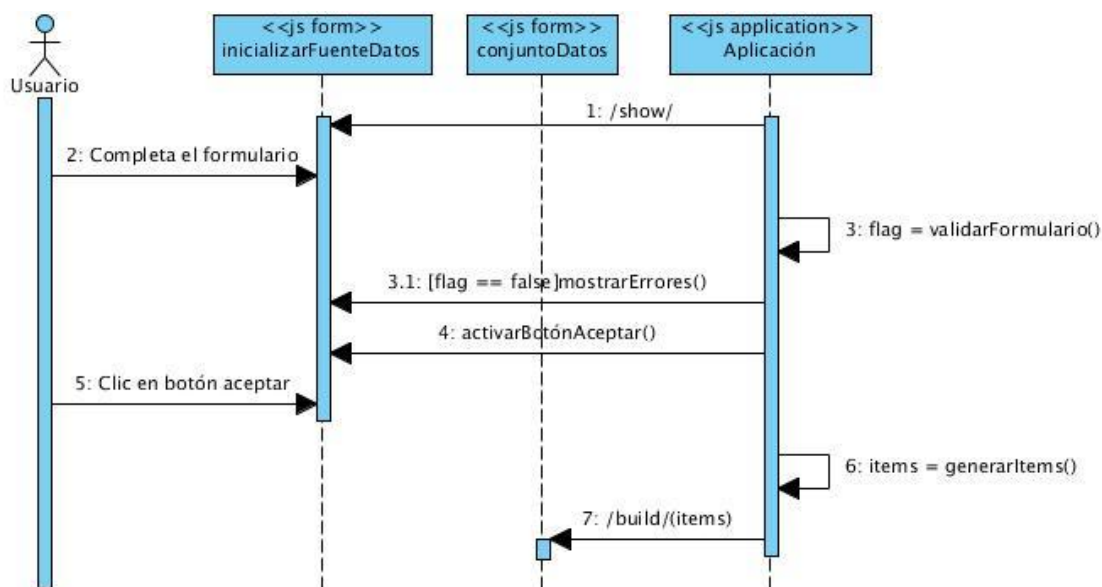 <<js form>>
inicializarFuenteDatos
<<js form>>
conjuntoDatos
<<js application>>
Aplicación
Usuario
1: /show/
2: Completa el formulario
3: flag = validarFormulario()
3.1: [flag == false]mostrarErrores()
4: activarBotónAceptar()
5: Clic en botón aceptar
6: items = generarItems()
7: /build/(items)